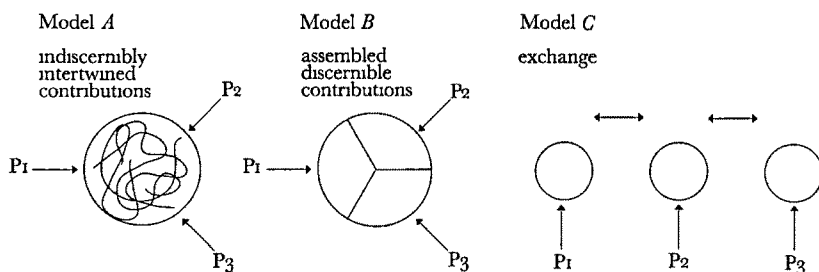 Model A
indiscernibly
intertwined
contributions
P2
P1
P3
Model B
assembled
discernible
contributions
P2
P1
P3
Model C
exchange
P1
P2
P3